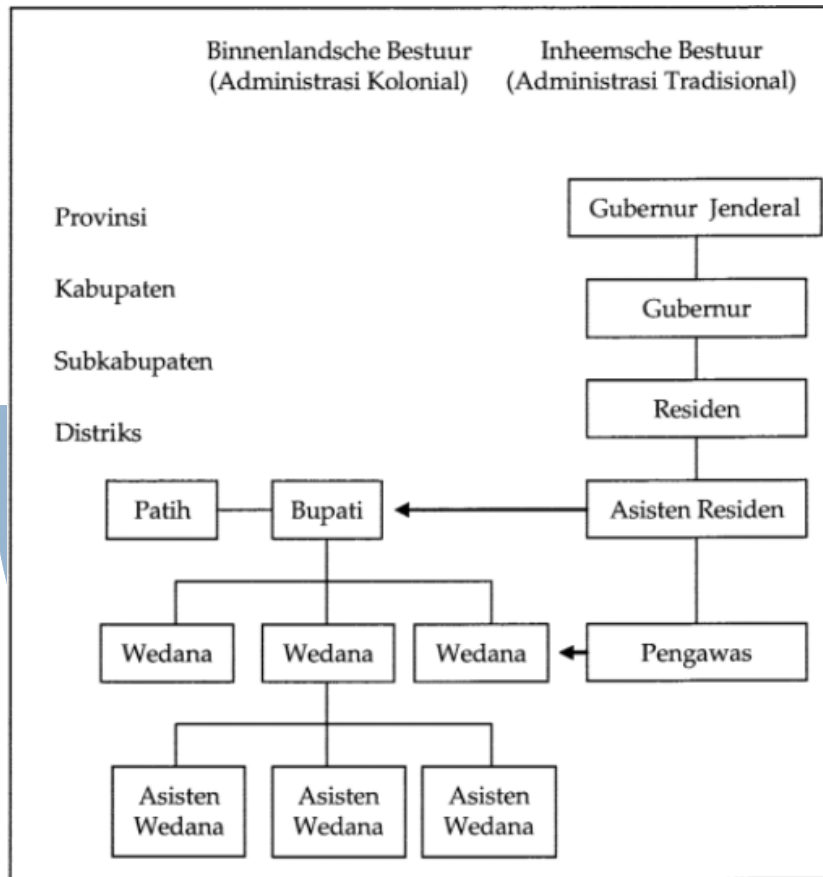 Binnenlandsche Bestuur
(Administrasi Kolonial)
Inheemsche Bestuur
(Administrasi Tradisional)
Provinsi
Gubernur Jenderal
Kabupaten
Gubernur
Subkabupaten
Residen
Distriks
Patih
Bupati
Asisten Residen
Wedana
Wedana
Wedana
Pengawas
Asisten
Wedana
Asisten
Wedana
Asisten
Wedana